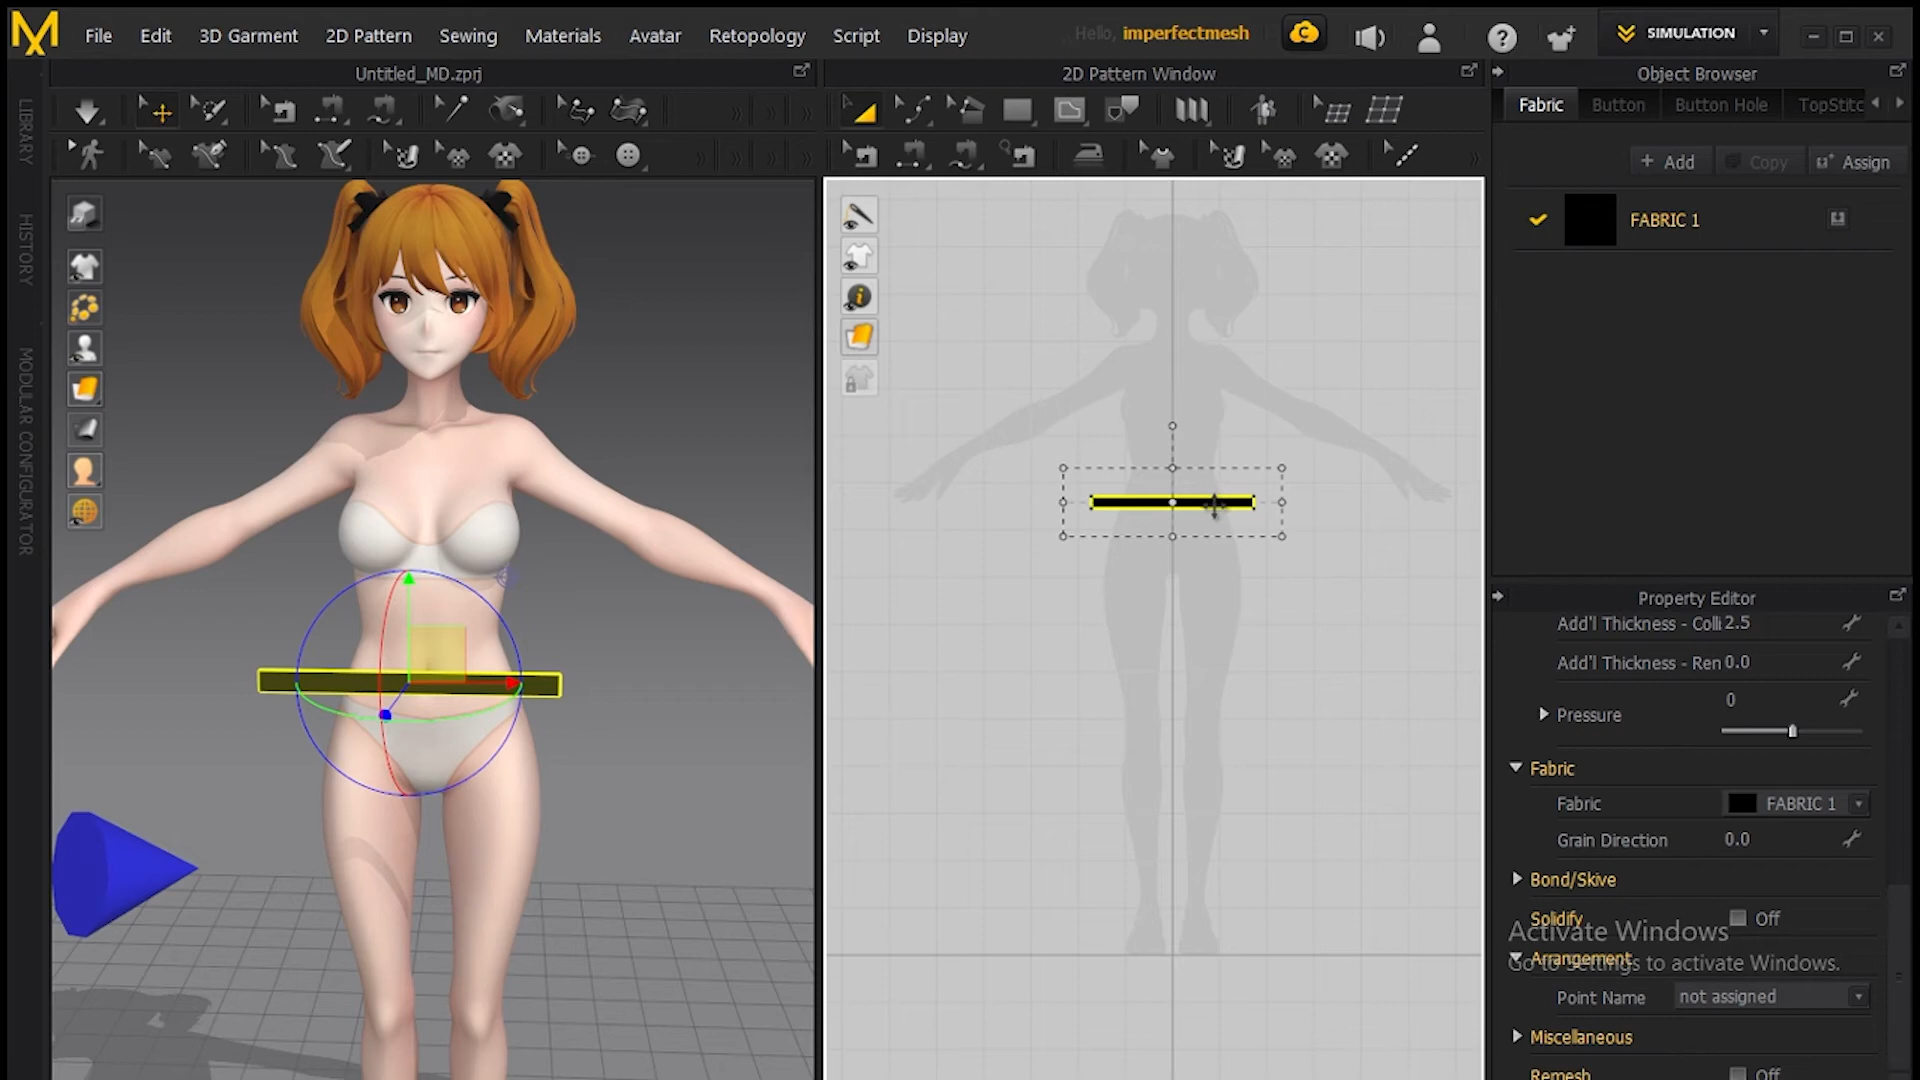 File Edit 3D Garment 2D Pattern Sewing Materials Avatar Retopology Script Display
Hello, imperfectmesh
SIMULATION
Untitled_MD.zprj
2D Pattern Window
Object Browser
Fabric Button Button Hole TopStitc
+ Add Copy Assign
FABRIC 1
LIBRARY
HISTORY
MODULAR CONFIGURATOR
Property Editor
Add'l Thickness - Colli 2.5
Add'l Thickness - Ren 0.0
0
Pressure
Fabric
Fabric FABRIC 1
Grain Direction 0.0
Bond/Skive
Solidify Off
Activate Windows
Arrangement
Go to Settings to activate Windows.
Point Name not assigned
Miscellaneous
Remesh Off